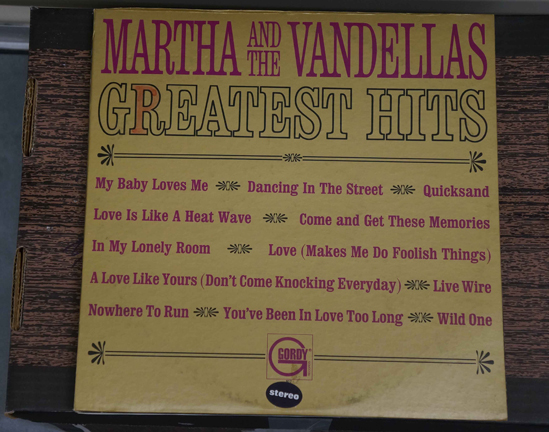 MARTHA AND THE VANDELLAS
GREATEST HITS
My Baby Loves Me Dancing In The Street Quicksand
Love Is Like A Heat Wave Come and Get These Memories
In My Lonely Room Love (Makes Me Do Foolish Things)
A Love Like Yours (Don't Come Knocking Everyday) Live Wire
Nowhere To Run You've Been In Love Too Long Wild One
GORDY
stereo